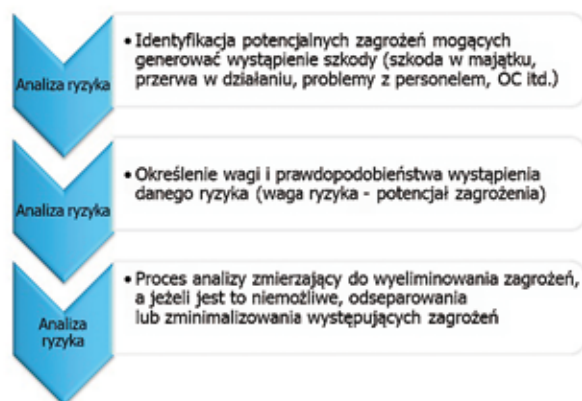 Analiza ryzyka
• Identyfikacja potencjalnych zagrożeń mogących
generować wystąpienie szkody (szkoda w majątku,
przerwa w działaniu, problemy z personelem, OC itd.)
Analiza ryzyka
• Określenie wagi i prawdopodobieństwa wystąpienia
danego ryzyka (waga ryzyka - potencjał zagrożenia)
Analiza
ryzyka
• Proces analizy zmierzający do wyeliminowania zagrożeń,
a jeżeli jest to niemożliwe, odseparowania
lub zminimalizowania występujących zagrożeń